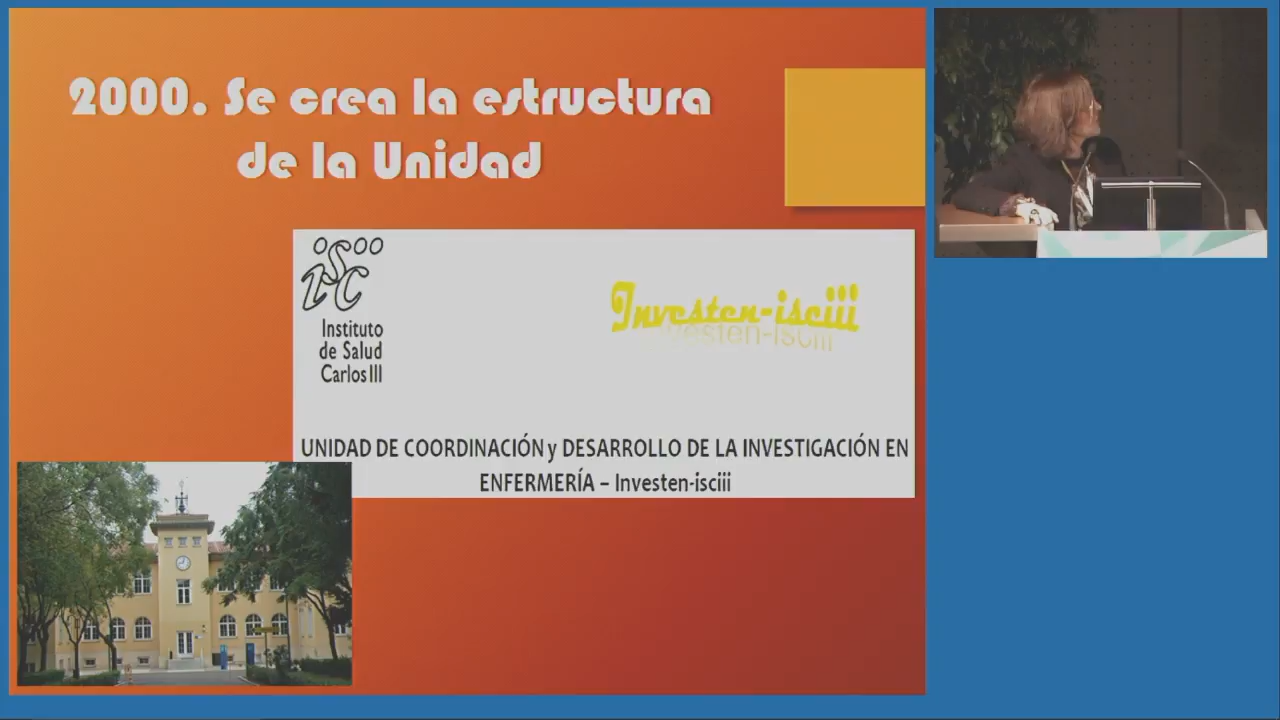 2000. Se crea la estructura
de la Unidad
isc
Instituto
de Salud
Carlos III
Investen-isciii
UNIDAD DE COORDINACIÓN y DESARROLLO DE LA INVESTIGACIÓN EN
ENFERMERÍA – Investen-isciii